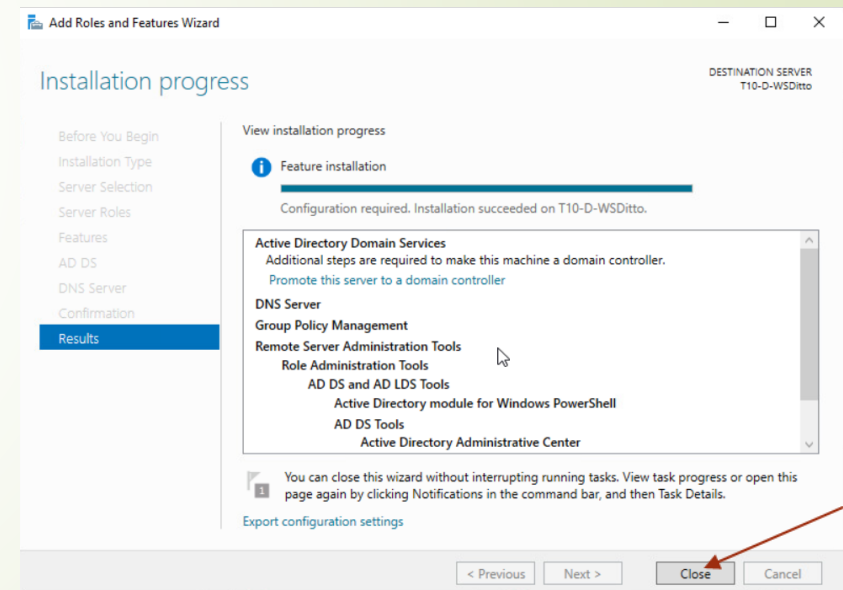 Add Roles and Features Wizard
Installation progress
DESTINATION SERVER
T10-D-WSDitto
Before You Begin
Installation Type
Server Selection
Server Roles
Features
AD DS
DNS Server
Confirmation
Results
View installation progress
Feature installation
Configuration required. Installation succeeded on T10-D-WSDitto.
Active Directory Domain Services
Additional steps are required to make this machine a domain controller.
Promote this server to a domain controller
DNS Server
Group Policy Management
Remote Server Administration Tools
Role Administration Tools
AD DS and AD LDS Tools
Active Directory module for Windows PowerShell
AD DS Tools
Active Directory Administrative Center
1
You can close this wizard without interrupting running tasks. View task progress or open this
page again by clicking Notifications in the command bar, and then Task Details.
Export configuration settings
< Previous
Next >
Close
Cancel